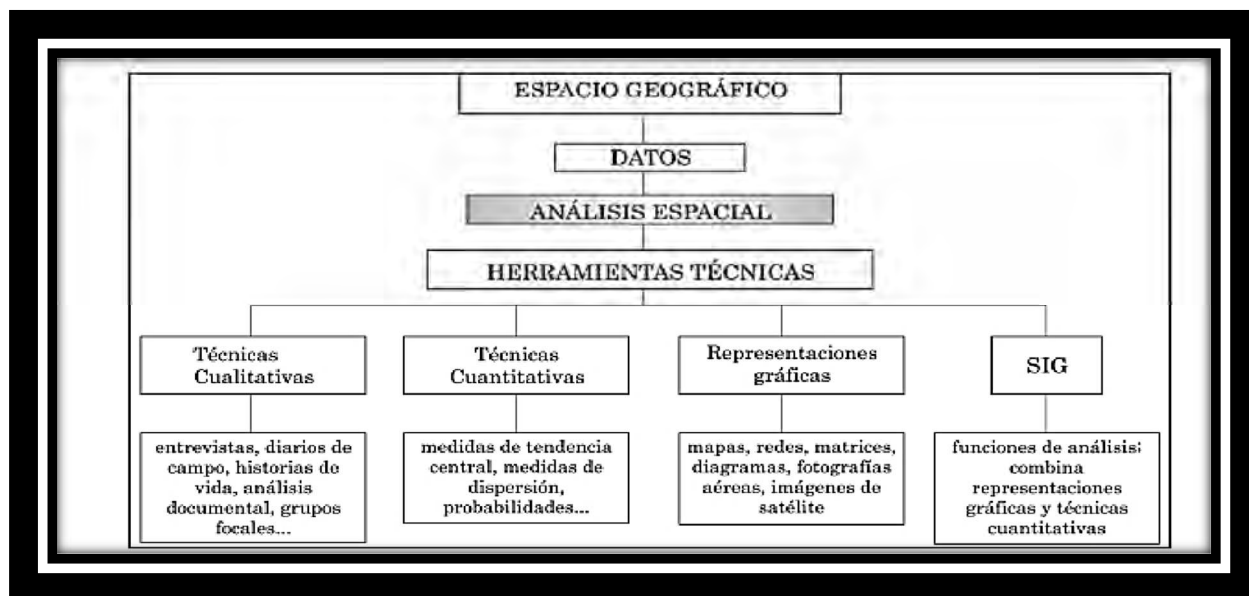 ESPACIO GEOGRÁFICO
DATOS
ANÁLISIS ESPACIAL
HERRAMIENTAS TÉCNICAS
Técnicas
Cualitativas
entrevistas, diarios de
campo, historias de
vida, análisis
documental, grupos
focales...
Técnicas
Cuantitativas
medidas de tendencia
central, medidas de
dispersión,
probabilidades...
Representaciones
gráficas
mapas, redes, matrices,
diagramas, fotografías
aéreas, imágenes de
satélite
SIG
funciones de análisis;
combina
representaciones
gráficas y técnicas
cuantitativas